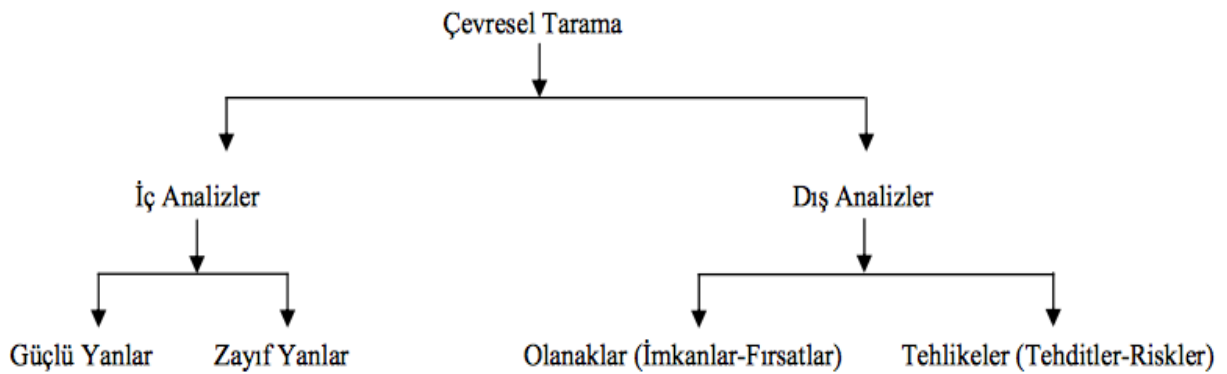 Çevresel Tarama
İç Analizler
Dış Analizler
Güçlü Yanlar
Zayıf Yanlar
Olanaklar (İmkanlar-Fırsatlar)
Tehlikeler (Tehditler-Riskler)